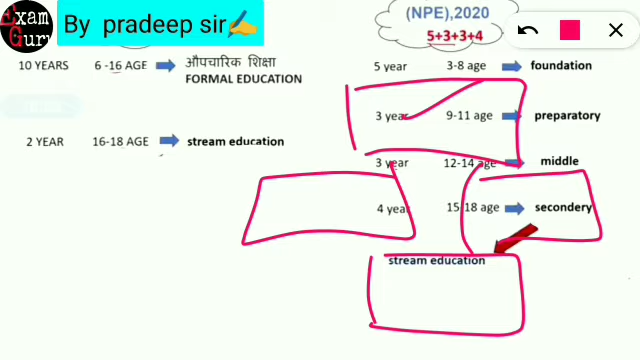 Exam
Guru
By pradeep sir✍
(NPE),2020
5+3+3+4
10 YEARS 6 -16 AGE औपचारिक शिक्षा
FORMAL EDUCATION
2 YEAR 16-18 AGE stream education
5 year 3-8 age foundation
3 year 9-11 age preparatory
3 year 12-14 age middle
4 year 15-18 age secondery
stream education